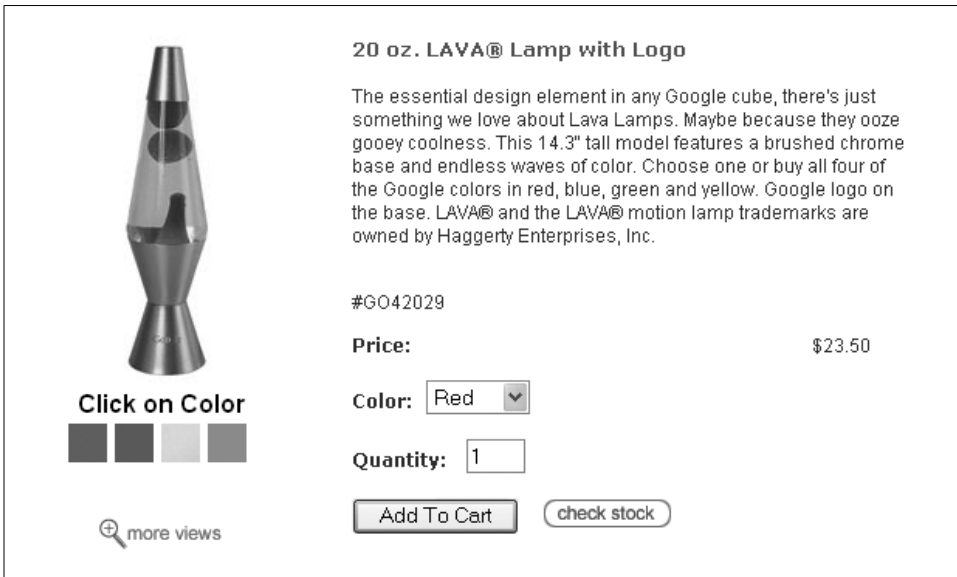 20 oz. LAVA® Lamp with Logo
The essential design element in any Google cube, there's just
something we love about Lava Lamps. Maybe because they ooze
gooey coolness. This 14.3" tall model features a brushed chrome
base and endless waves of color. Choose one or buy all four of
the Google colors in red, blue, green and yellow. Google logo on
the base. LAVA® and the LAVA® motion lamp trademarks are
owned by Haggerty Enterprises, Inc.
#GO42029
Price: $23.50
Color: Red
Quantity: 1
Add To Cart check stock
Click on Color
more views